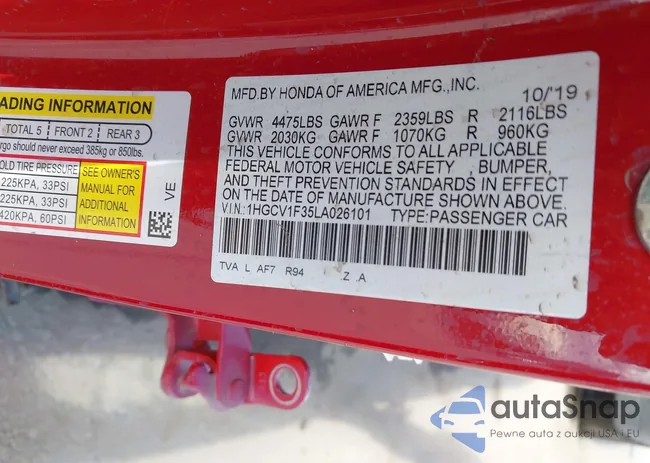 ADING INFORMATION
TOTAL 5 FRONT 2 REAR 3
rgo should never exceed 385kg or 850lbs.
OLD TIRE PRESSURE
225KPA, 33PSI
225KPA, 33PSI
420KPA, 60PSI
SEE OWNER'S
MANUAL FOR
ADDITIONAL
INFORMATION
VE
MFD.BY HONDA OF AMERICA MFG.,INC. 10/'19
GVWR 4475LBS GAWR F 2359LBS R 2116LBS
GVWR 2030KG GAWR F 1070KG R 960KG
THIS VEHICLE CONFORMS TO ALL APPLICABLE
FEDERAL MOTOR VEHICLE SAFETY , BUMPER,
AND THEFT PREVENTION STANDARDS IN EFFECT
ON THE DATE OF MANUFACTURE SHOWN ABOVE.
V.I.N.:1HGCV1F35LA026101 TYPE:PASSENGER CAR
TVA L AF7 R94 .Z .A
autaSnap
Pewne auta z aukcji USA i EU